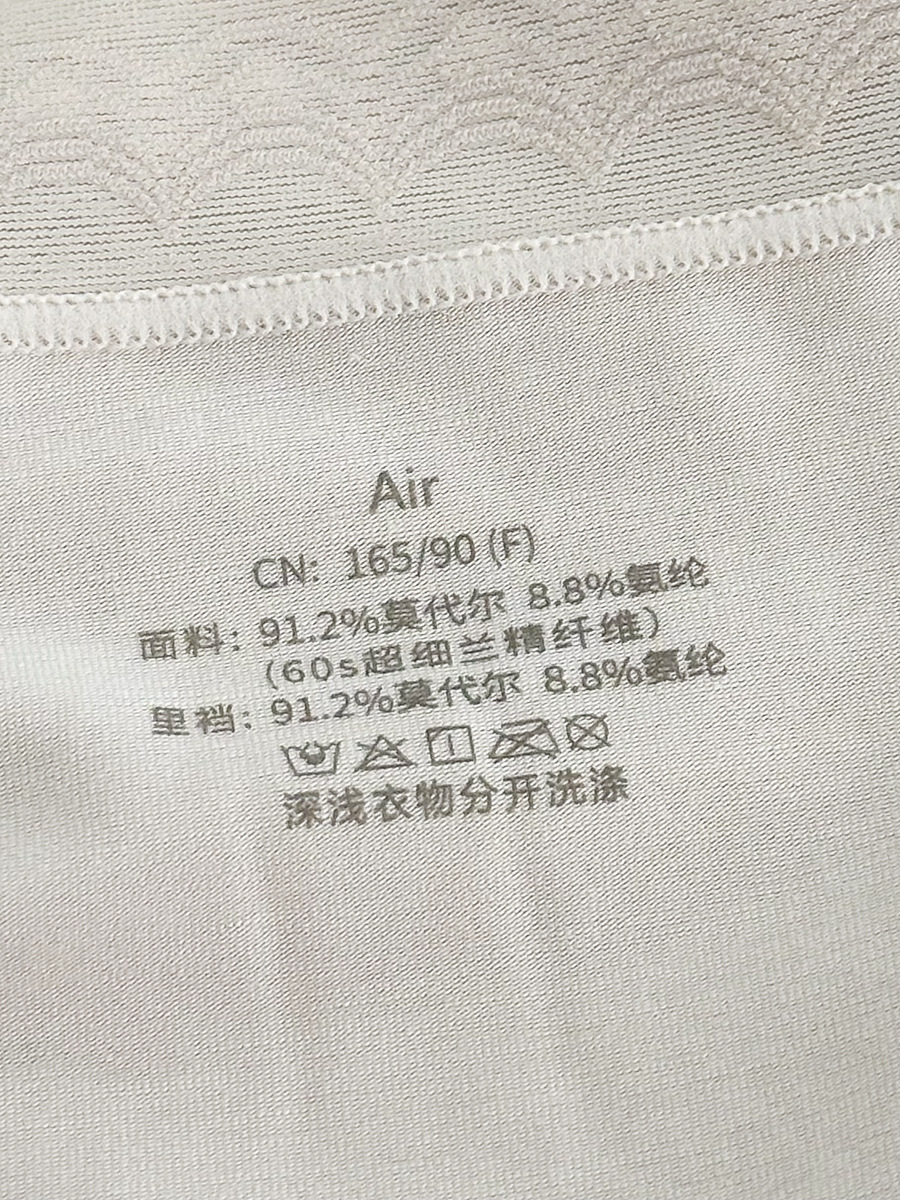 Air
CN: 165/90 (F)
面料: 91.2%莫代尔 8.8%氨纶
(60s超细兰精纤维)
里裆: 91.2%莫代尔 8.8%氨纶
深浅衣物分开洗涤